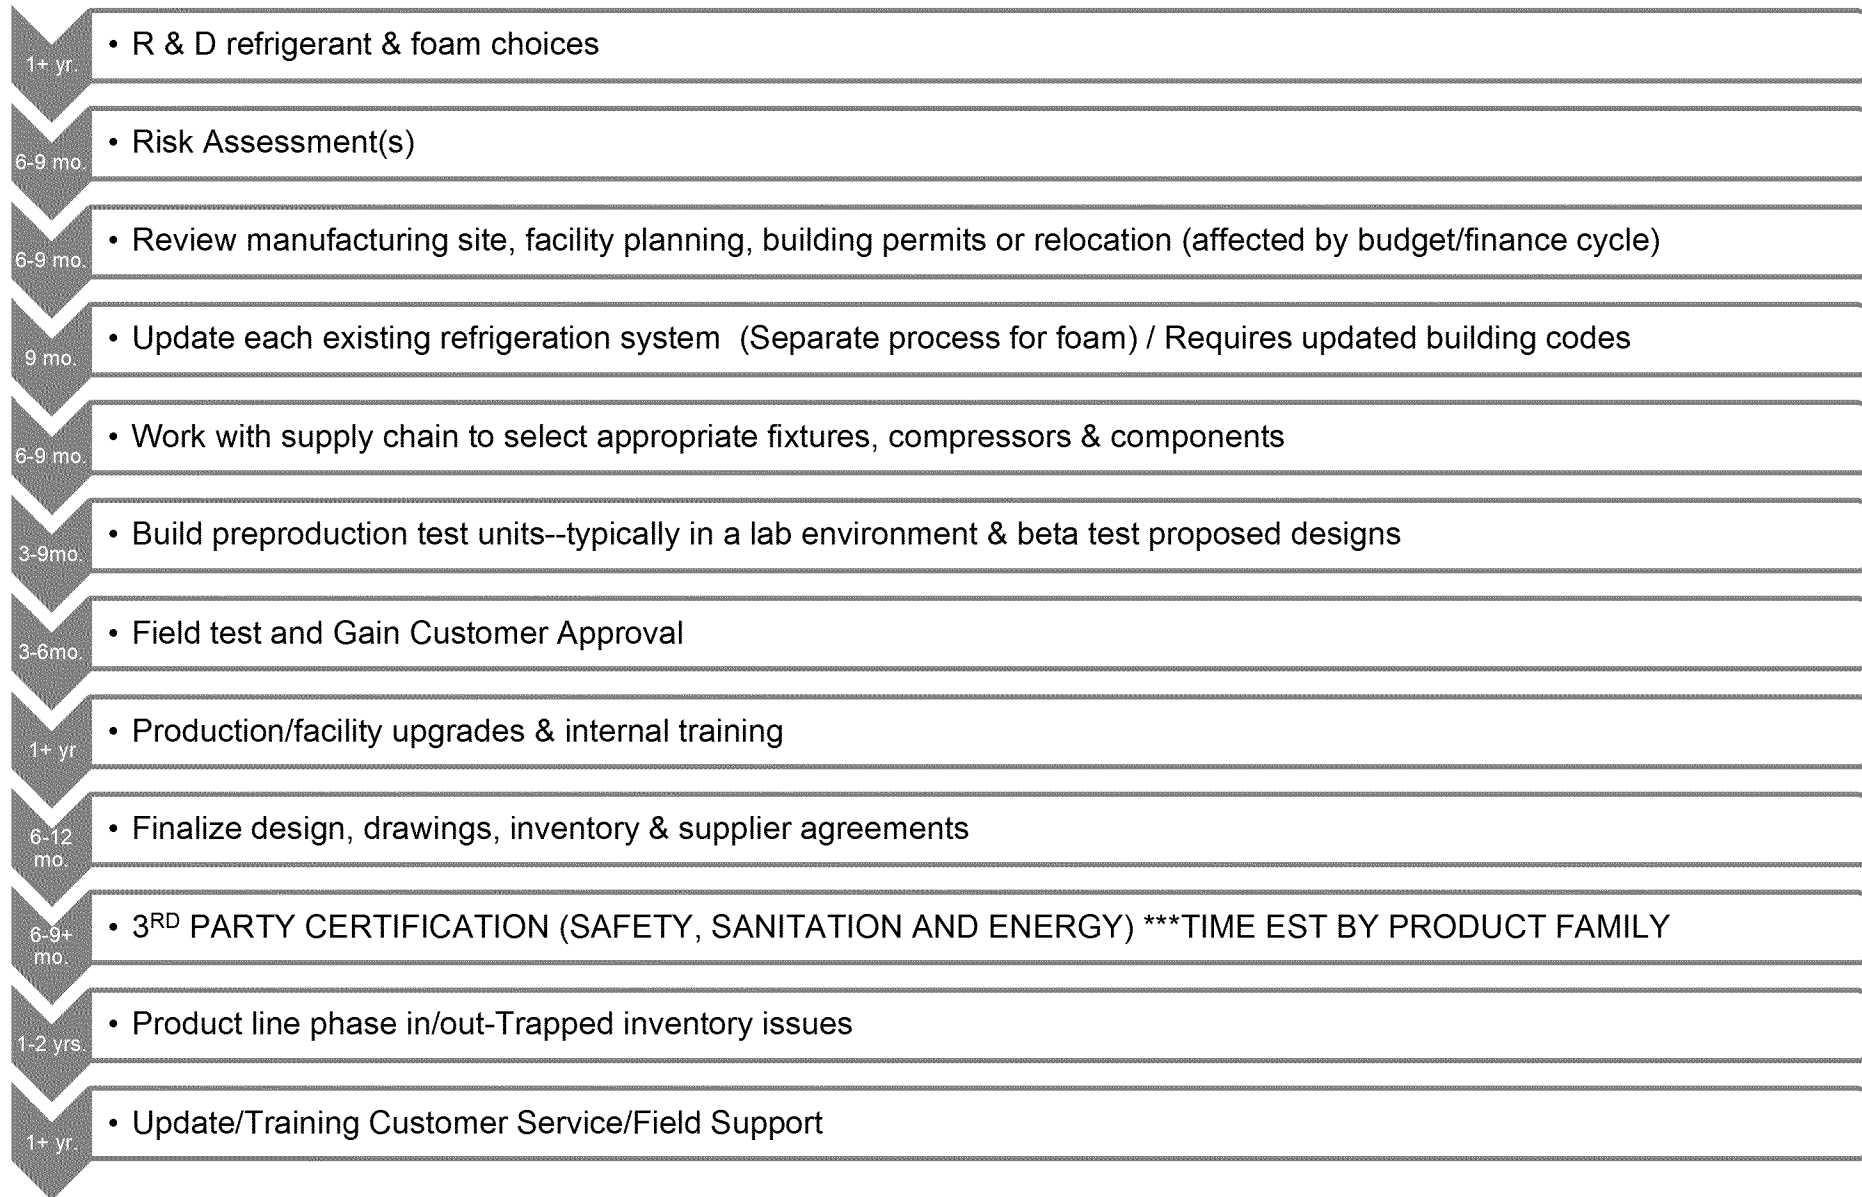 1+ yr.
• R & D refrigerant & foam choices
6-9 mo.
• Risk Assessment(s)
6-9 mo.
• Review manufacturing site, facility planning, building permits or relocation (affected by budget/finance cycle)
9 mo.
• Update each existing refrigeration system  (Separate process for foam) / Requires updated building codes
6-9 mo.
• Work with supply chain to select appropriate fixtures, compressors & components
3-9mo.
• Build preproduction test units--typically in a lab environment & beta test proposed designs
3-6mo.
• Field test and Gain Customer Approval
1+ yr
• Production/facility upgrades & internal training
6-12
mo.
• Finalize design, drawings, inventory & supplier agreements
6-9+
mo.
• 3RD PARTY CERTIFICATION (SAFETY, SANITATION AND ENERGY) ***TIME EST BY PRODUCT FAMILY
1-2 yrs.
• Product line phase in/out-Trapped inventory issues
1+ yr.
• Update/Training Customer Service/Field Support